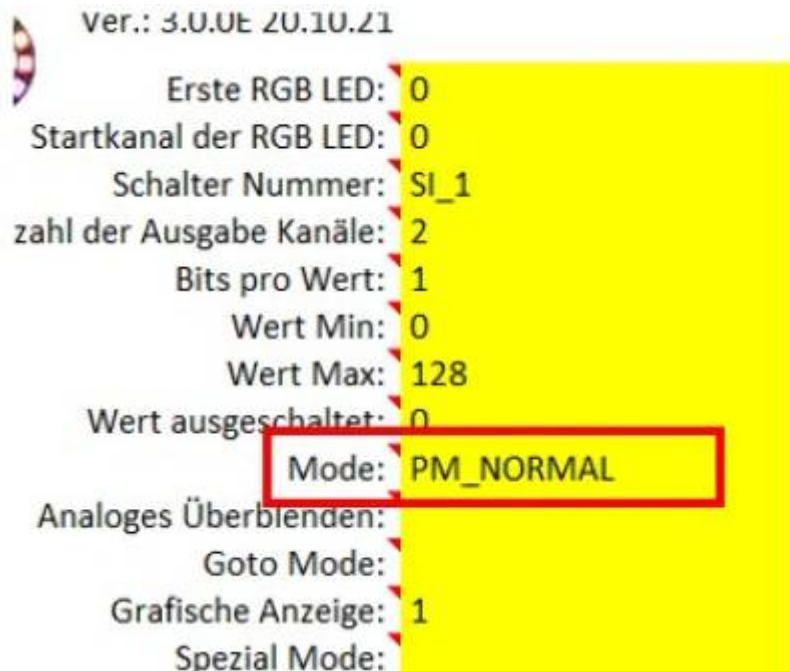 Ver.: 3.0.0E 20.10.21
Erste RGB LED: 0
Startkanal der RGB LED: 0
Schalter Nummer: SI_1
zahl der Ausgabe Kanäle: 2
Bits pro Wert: 1
Wert Min: 0
Wert Max: 128
Wert ausgeschaltet: 0
Mode: PM_NORMAL
Analoges Überblenden:
Goto Mode:
Grafische Anzeige: 1
Spezial Mode: